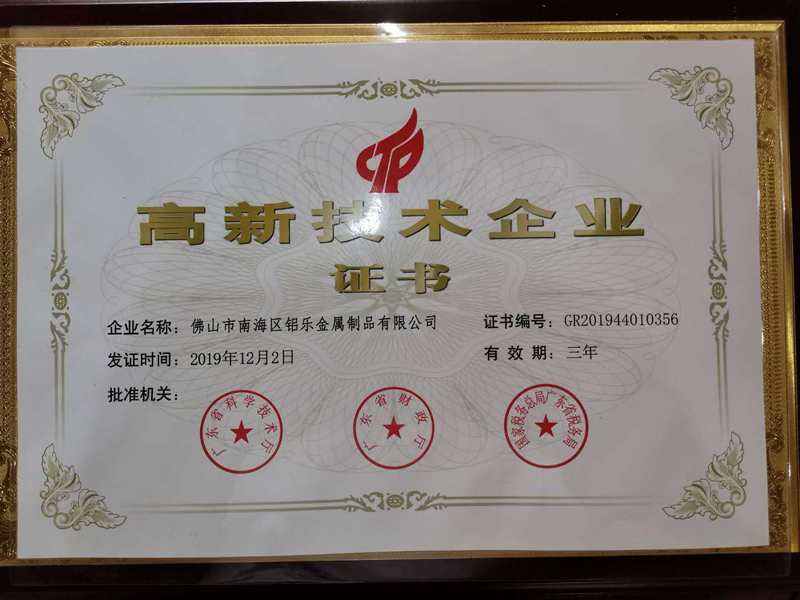 高新技术企业
证书
企业名称：佛山市南海区铝乐金属制品有限公司
证书编号：GR201944010356
发证时间：2019年12月2日
有效期：三年
批准机关：
广东省科学技术厅
广东省财政厅
国家税务总局广东省税务局